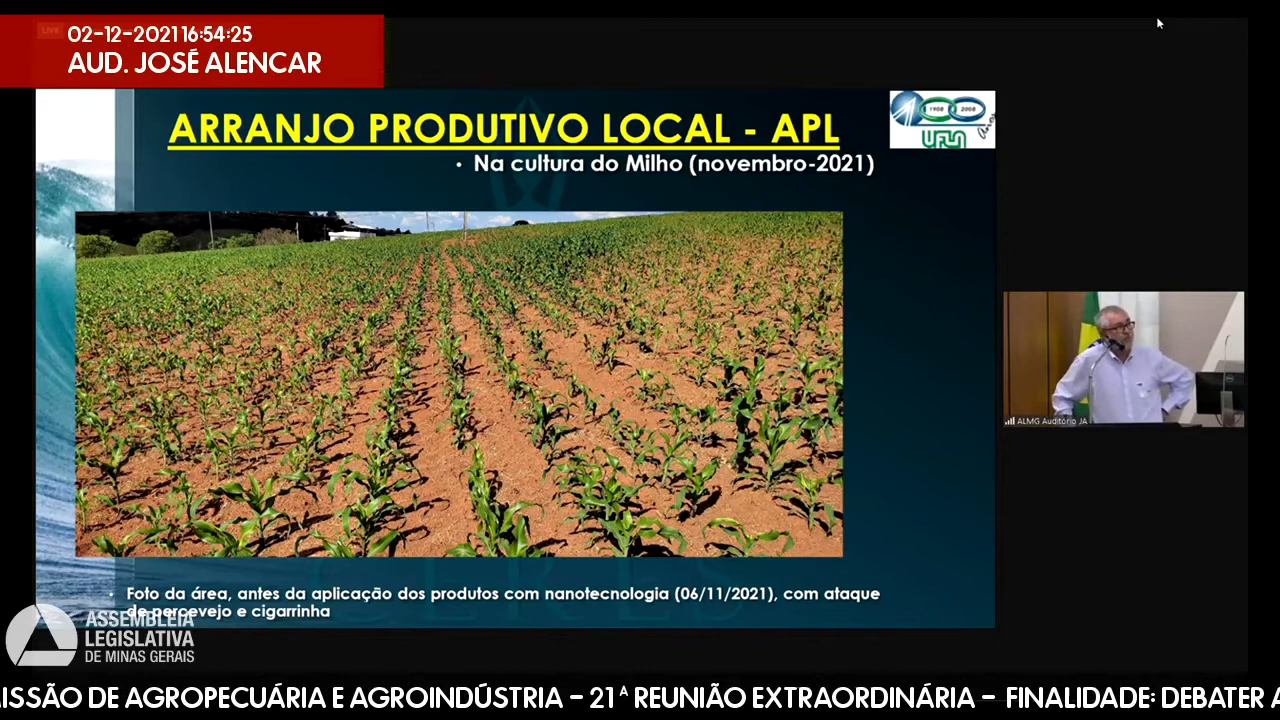 LIVE
02-12-2021 16:54:25
AUD. JOSÉ ALENCAR
ARRANJO PRODUTIVO LOCAL - APL
• Na cultura do Milho (novembro-2021)
1908 2008
UFLA
Anos
ALMG Auditório JA
• Foto da área, antes da aplicação dos produtos com nanotecnologia (06/11/2021), com ataque
de percevejo e cigarrinha
CERES
ASSEMBLEIA
LEGISLATIVA
DE MINAS GERAIS
ISSÃO DE AGROPECUÁRIA E AGROINDÚSTRIA – 21ª REUNIÃO EXTRAORDINÁRIA – FINALIDADE: DEBATER A